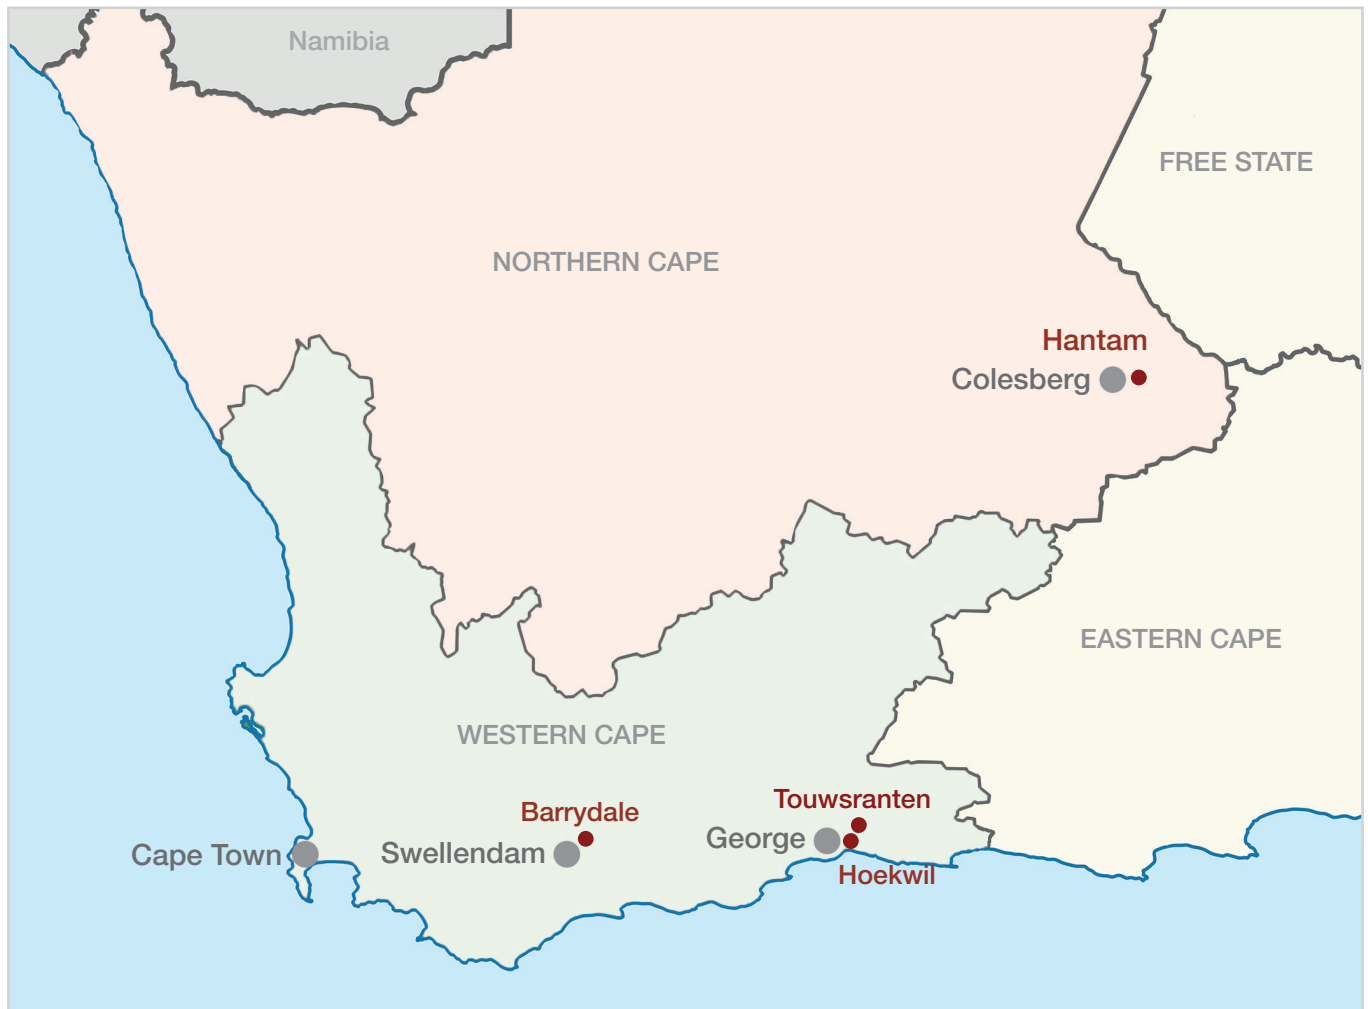 Namibia
FREE STATE
NORTHERN CAPE
Hantam
Colesberg
EASTERN CAPE
WESTERN CAPE
Touwsranten
Barrydale
George
Cape Town
Swellendam
Hoekwil